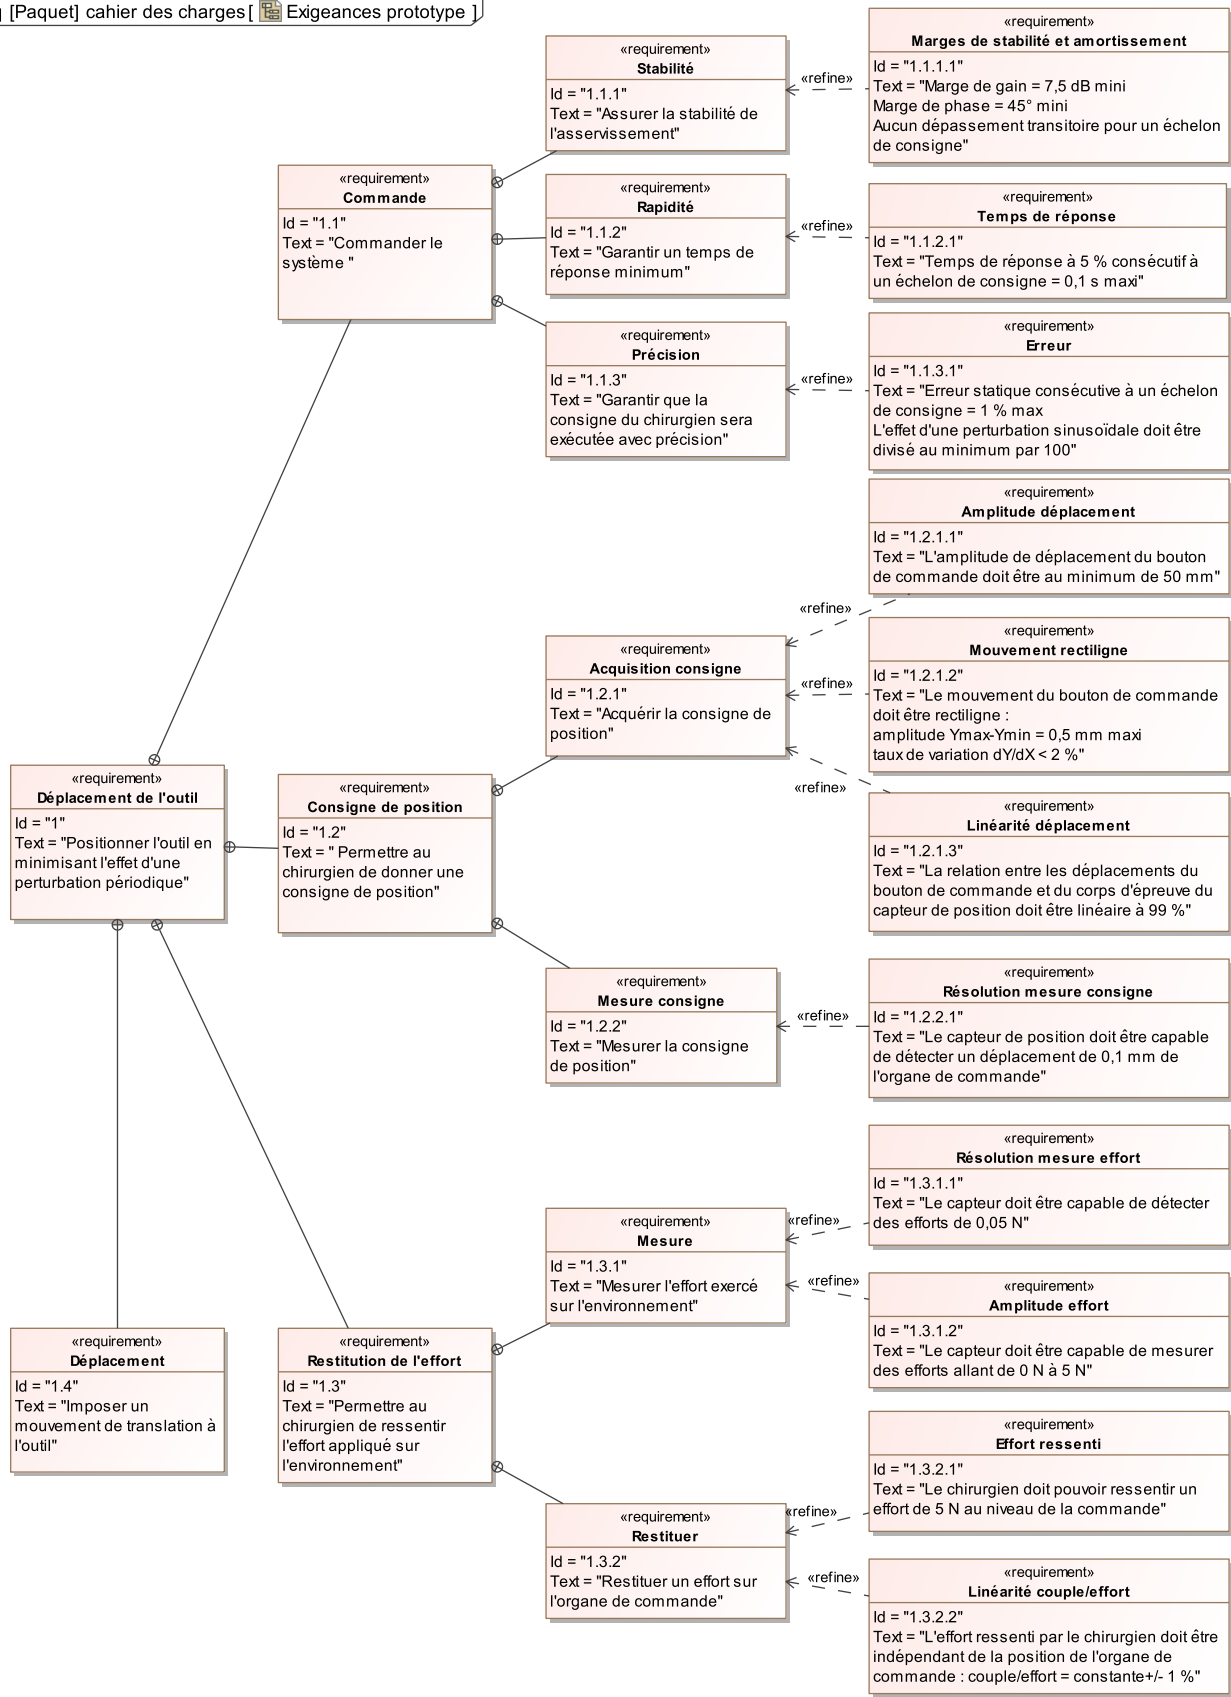 [Paquet] cahier des charges [ Exigeances prototype ]
«requirement»
Marges de stabilité et amortissement
Id = "1.1.1.1"
Text = "Marge de gain = 7,5 dB mini
Marge de phase = 45° mini
Aucun dépassement transitoire pour un échelon
de consigne"
«refine»
«requirement»
Stabilité
Id = "1.1.1"
Text = "Assurer la stabilité de
l'asservissement"
«requirement»
Commande
Id = "1.1"
Text = "Commander le
système "
«requirement»
Rapidité
Id = "1.1.2"
Text = "Garantir un temps de
réponse minimum"
«refine»
«requirement»
Temps de réponse
Id = "1.1.2.1"
Text = "Temps de réponse à 5 % consécutif à
un échelon de consigne = 0,1 s maxi"
«requirement»
Précision
Id = "1.1.3"
Text = "Garantir que la
consigne du chirurgien sera
exécutée avec précision"
«refine»
«requirement»
Erreur
Id = "1.1.3.1"
Text = "Erreur statique consécutive à un échelon
de consigne = 1 % max
L'effet d'une perturbation sinusoïdale doit être
divisé au minimum par 100"
«requirement»
Amplitude déplacement
Id = "1.2.1.1"
Text = "L'amplitude de déplacement du bouton
de commande doit être au minimum de 50 mm"
«refine»
«requirement»
Acquisition consigne
Id = "1.2.1"
Text = "Acquérir la consigne de
position"
«refine»
«requirement»
Mouvement rectiligne
Id = "1.2.1.2"
Text = "Le mouvement du bouton de commande
doit être rectiligne :
amplitude Ymax-Ymin = 0,5 mm maxi
taux de variation dY/dX < 2 %"
«refine»
«requirement»
Linéarité déplacement
Id = "1.2.1.3"
Text = "La relation entre les déplacements du
bouton de commande et du corps d'épreuve du
capteur de position doit être linéaire à 99 %"
«requirement»
Déplacement de l'outil
Id = "1"
Text = "Positionner l'outil en
minimisant l'effet d'une
perturbation périodique"
«requirement»
Consigne de position
Id = "1.2"
Text = " Permettre au
chirurgien de donner une
consigne de position"
«requirement»
Mesure consigne
Id = "1.2.2"
Text = "Mesurer la consigne
de position"
«refine»
«requirement»
Résolution mesure consigne
Id = "1.2.2.1"
Text = "Le capteur de position doit être capable
de détecter un déplacement de 0,1 mm de
l'organe de commande"
«requirement»
Résolution mesure effort
Id = "1.3.1.1"
Text = "Le capteur doit être capable de détecter
des efforts de 0,05 N"
«refine»
«requirement»
Mesure
Id = "1.3.1"
Text = "Mesurer l'effort exercé
sur l'environnement"
«refine»
«requirement»
Amplitude effort
Id = "1.3.1.2"
Text = "Le capteur doit être capable de mesurer
des efforts allant de 0 N à 5 N"
«requirement»
Déplacement
Id = "1.4"
Text = "Imposer un
mouvement de translation à
l'outil"
«requirement»
Restitution de l'effort
Id = "1.3"
Text = "Permettre au
chirurgien de ressentir
l'effort appliqué sur
l'environnement"
«requirement»
Effort ressenti
Id = "1.3.2.1"
Text = "Le chirurgien doit pouvoir ressentir un
effort de 5 N au niveau de la commande"
«refine»
«requirement»
Restituer
Id = "1.3.2"
Text = "Restituer un effort sur
l'organe de commande"
«refine»
«requirement»
Linéarité couple/effort
Id = "1.3.2.2"
Text = "L'effort ressenti par le chirurgien doit être
indépendant de la position de l'organe de
commande : couple/effort = constante+/- 1 %"